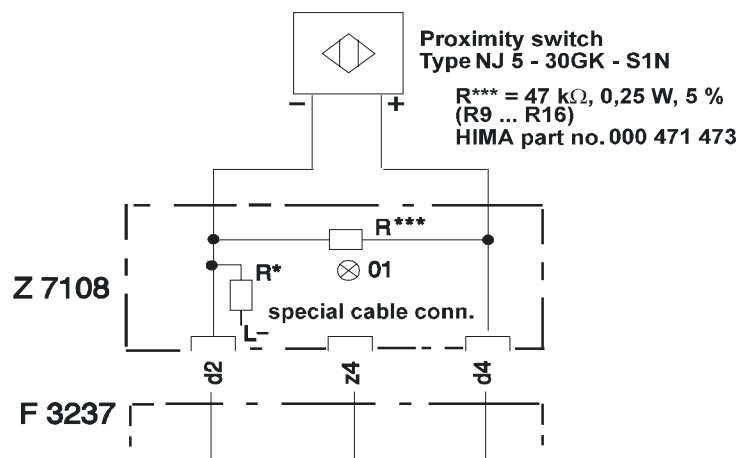 Proximity switch
Type NJ 5 - 30GK - S1N
R*** = 47 kΩ, 0,25 W, 5 %
(R9 ... R16)
HIMA part no. 000 471 473
− +
R***
R* 01
Z 7108
special cable conn.
L−
d2 z4 d4
F 3237